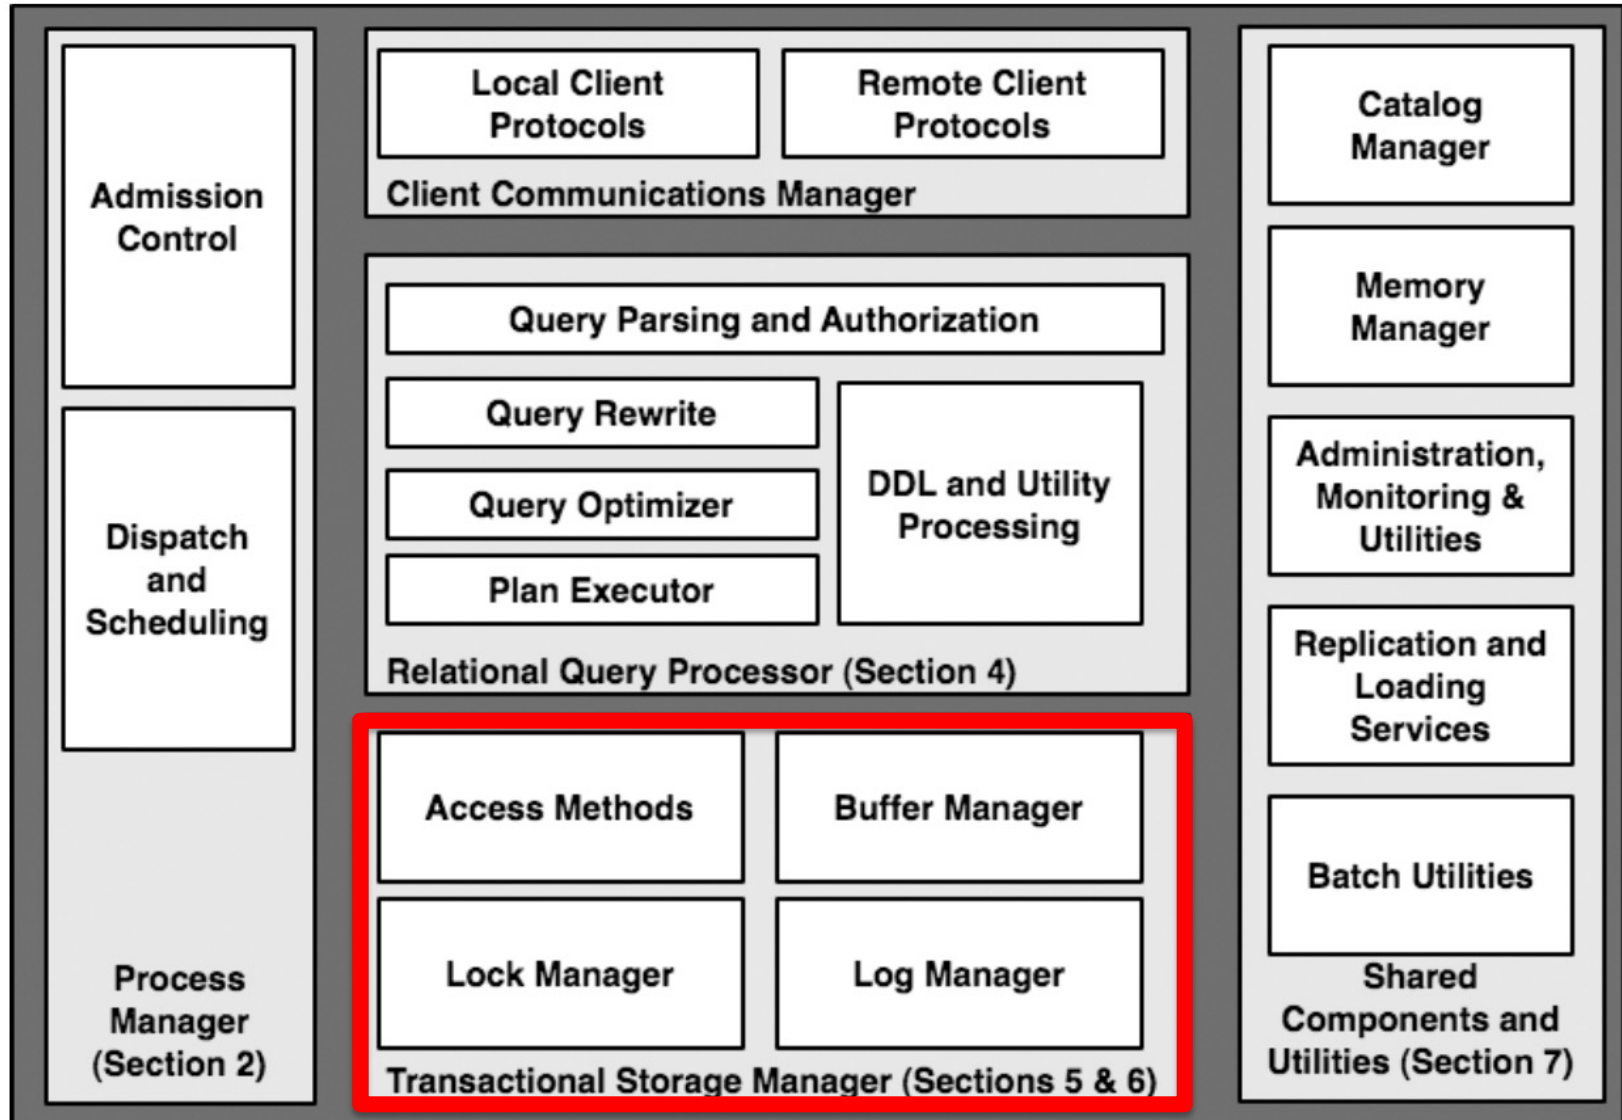 Admission
Control
Dispatch
and
Scheduling
Process
Manager
(Section 2)
Local Client
Protocols
Remote Client
Protocols
Client Communications Manager
Query Parsing and Authorization
Query Rewrite
Query Optimizer
Plan Executor
DDL and Utility
Processing
Relational Query Processor (Section 4)
Access Methods
Buffer Manager
Lock Manager
Log Manager
Transactional Storage Manager (Sections 5 & 6)
Catalog
Manager
Memory
Manager
Administration,
Monitoring &
Utilities
Replication and
Loading
Services
Batch Utilities
Shared
Components and
Utilities (Section 7)